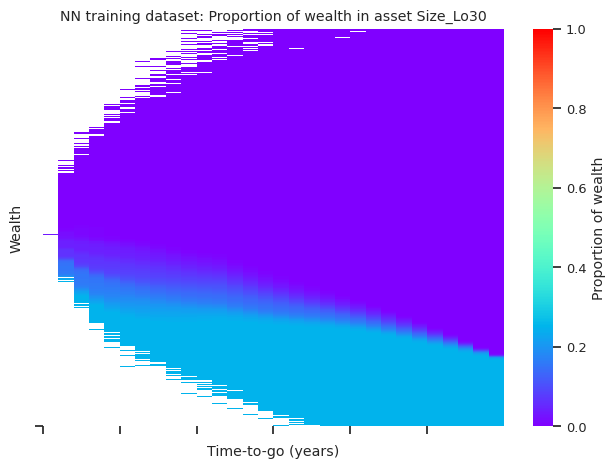 NN training dataset: Proportion of wealth in asset Size_Lo30
Wealth
Time-to-go (years)
1.0
0.8
0.6
0.4
0.2
0.0
Proportion of wealth